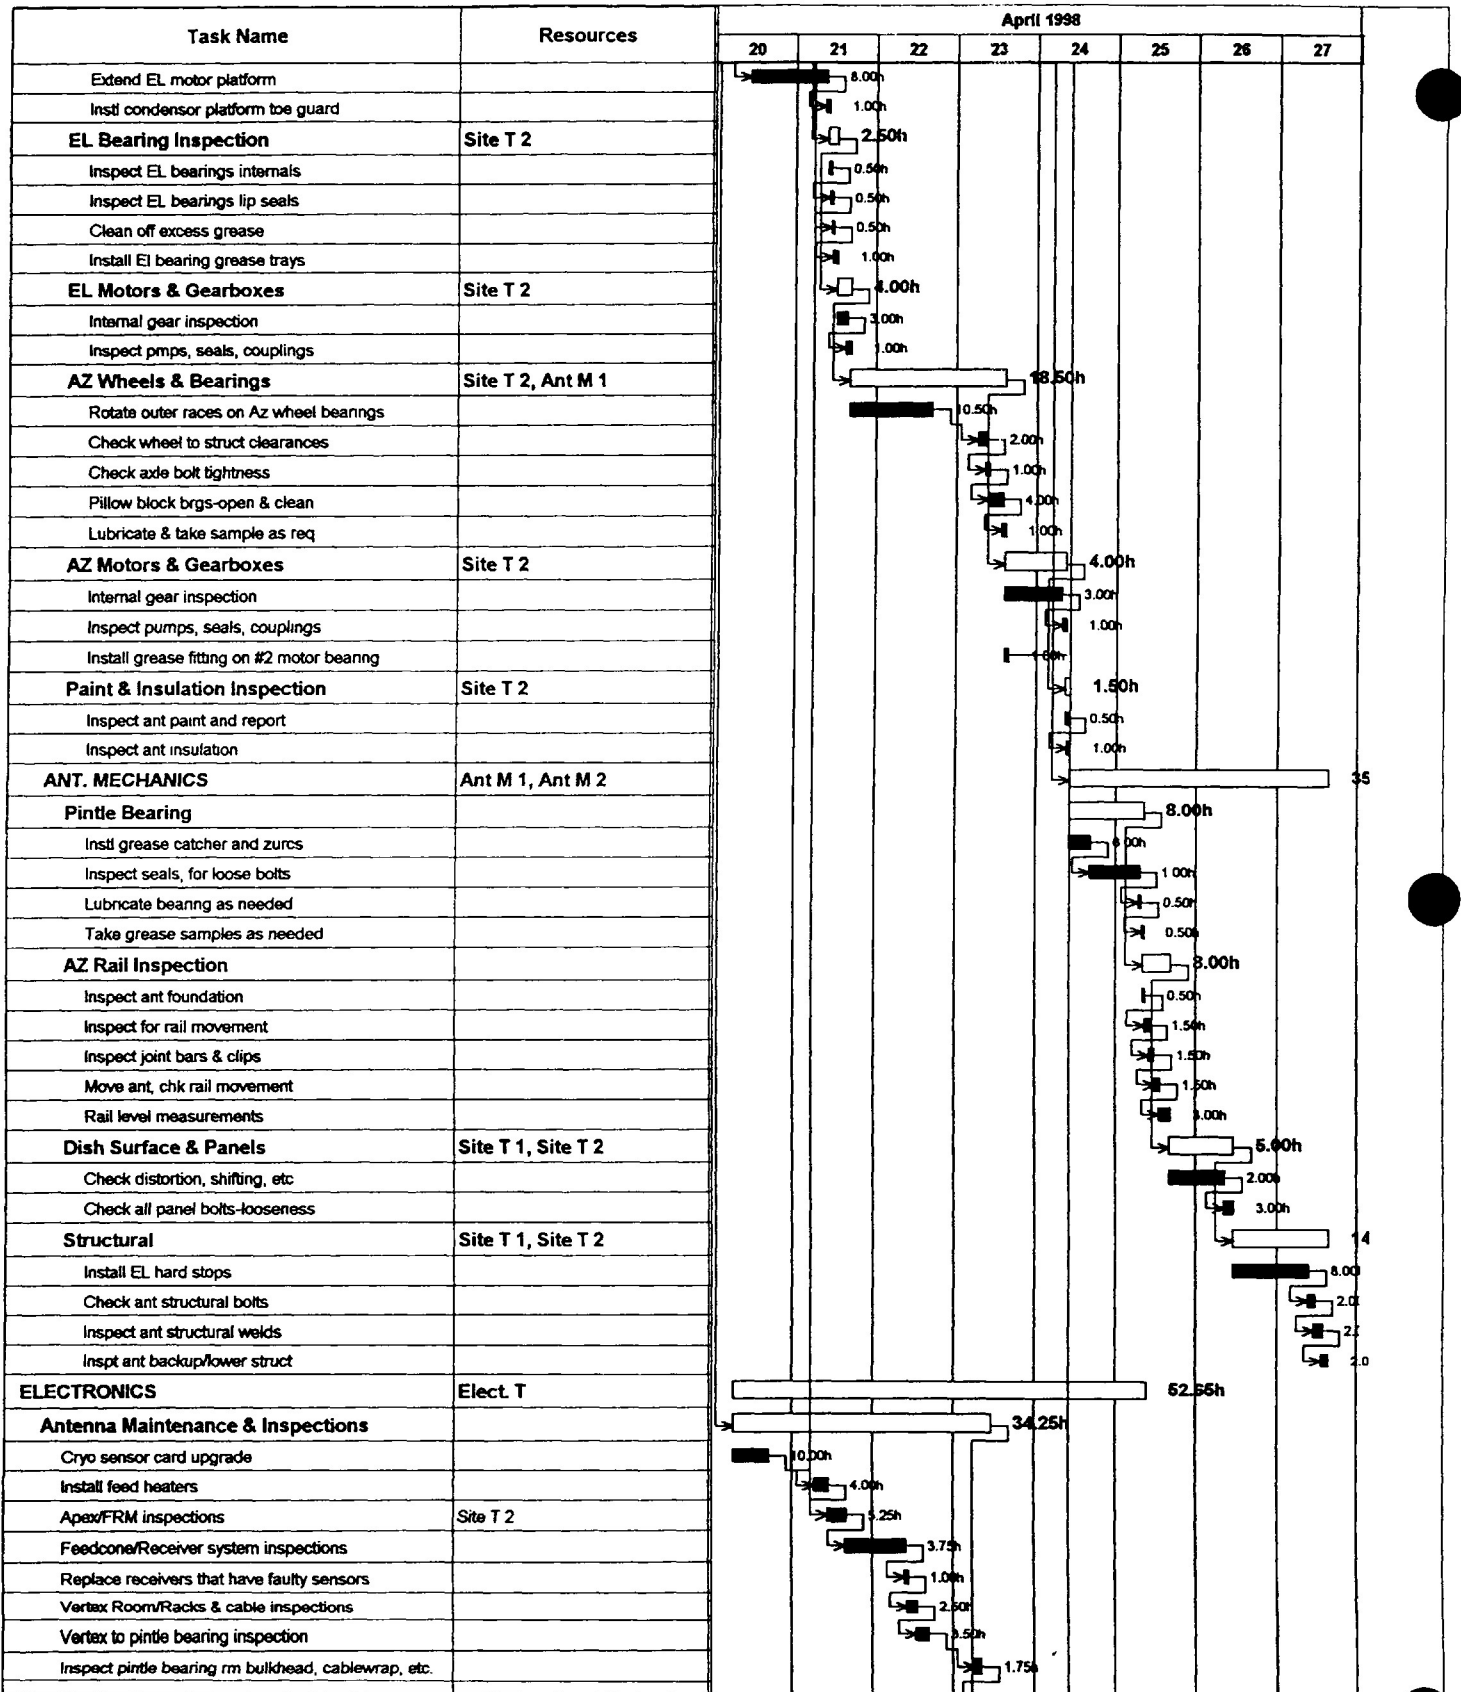 Task Name Resources April 1998
20 21 22 23 24 25 26 27
Extend EL motor platform 8.00h
Instl condensor platform toe guard 1.00h
EL Bearing Inspection Site T 2 2.50h
Inspect EL bearings internals 0.50h
Inspect EL bearings lip seals 0.50h
Clean off excess grease 0.50h
Install El bearing grease trays 1.00h
EL Motors & Gearboxes Site T 2 4.00h
Internal gear inspection 3.00h
Inspect pmps, seals, couplings 1.00h
AZ Wheels & Bearings Site T 2, Ant M 1 18.50h
Rotate outer races on Az wheel bearings 10.50h
Check wheel to struct clearances 2.00h
Check axle bolt tightness 1.00h
Pillow block brgs-open & clean 4.00h
Lubricate & take sample as req 1.00h
AZ Motors & Gearboxes Site T 2 4.00h
Internal gear inspection 3.00h
Inspect pumps, seals, couplings 1.00h
Install grease fitting on #2 motor bearing 1.00h
Paint & Insulation Inspection Site T 2 1.50h
Inspect ant paint and report 0.50h
Inspect ant insulation 1.00h
ANT. MECHANICS Ant M 1, Ant M 2 35
Pintle Bearing 8.00h
Instl grease catcher and zurcs 6.00h
Inspect seals, for loose bolts 1.00h
Lubricate bearing as needed 0.50h
Take grease samples as needed 0.50h
AZ Rail Inspection 8.00h
Inspect ant foundation 0.50h
Inspect for rail movement 1.50h
Inspect joint bars & clips 1.50h
Move ant, chk rail movement 1.50h
Rail level measurements 3.00h
Dish Surface & Panels Site T 1, Site T 2 5.00h
Check distortion, shifting, etc 2.00h
Check all panel bolts-looseness 3.00h
Structural Site T 1, Site T 2 14
Install EL hard stops 8.00
Check ant structural bolts 2.0
Inspect ant structural welds 2.
Inspt ant backup/lower struct 2.0
ELECTRONICS Elect. T 52.65h
Antenna Maintenance & Inspections 34.25h
Cryo sensor card upgrade 10.00h
Install feed heaters 4.00h
Apex/FRM inspections Site T 2 5.25h
Feedcone/Receiver system inspections 3.75h
Replace receivers that have faulty sensors 1.00h
Vertex Room/Racks & cable inspections 2.50h
Vertex to pintle bearing inspection 3.50h
Inspect pintle bearing rm bulkhead, cablewrap, etc. 1.75h